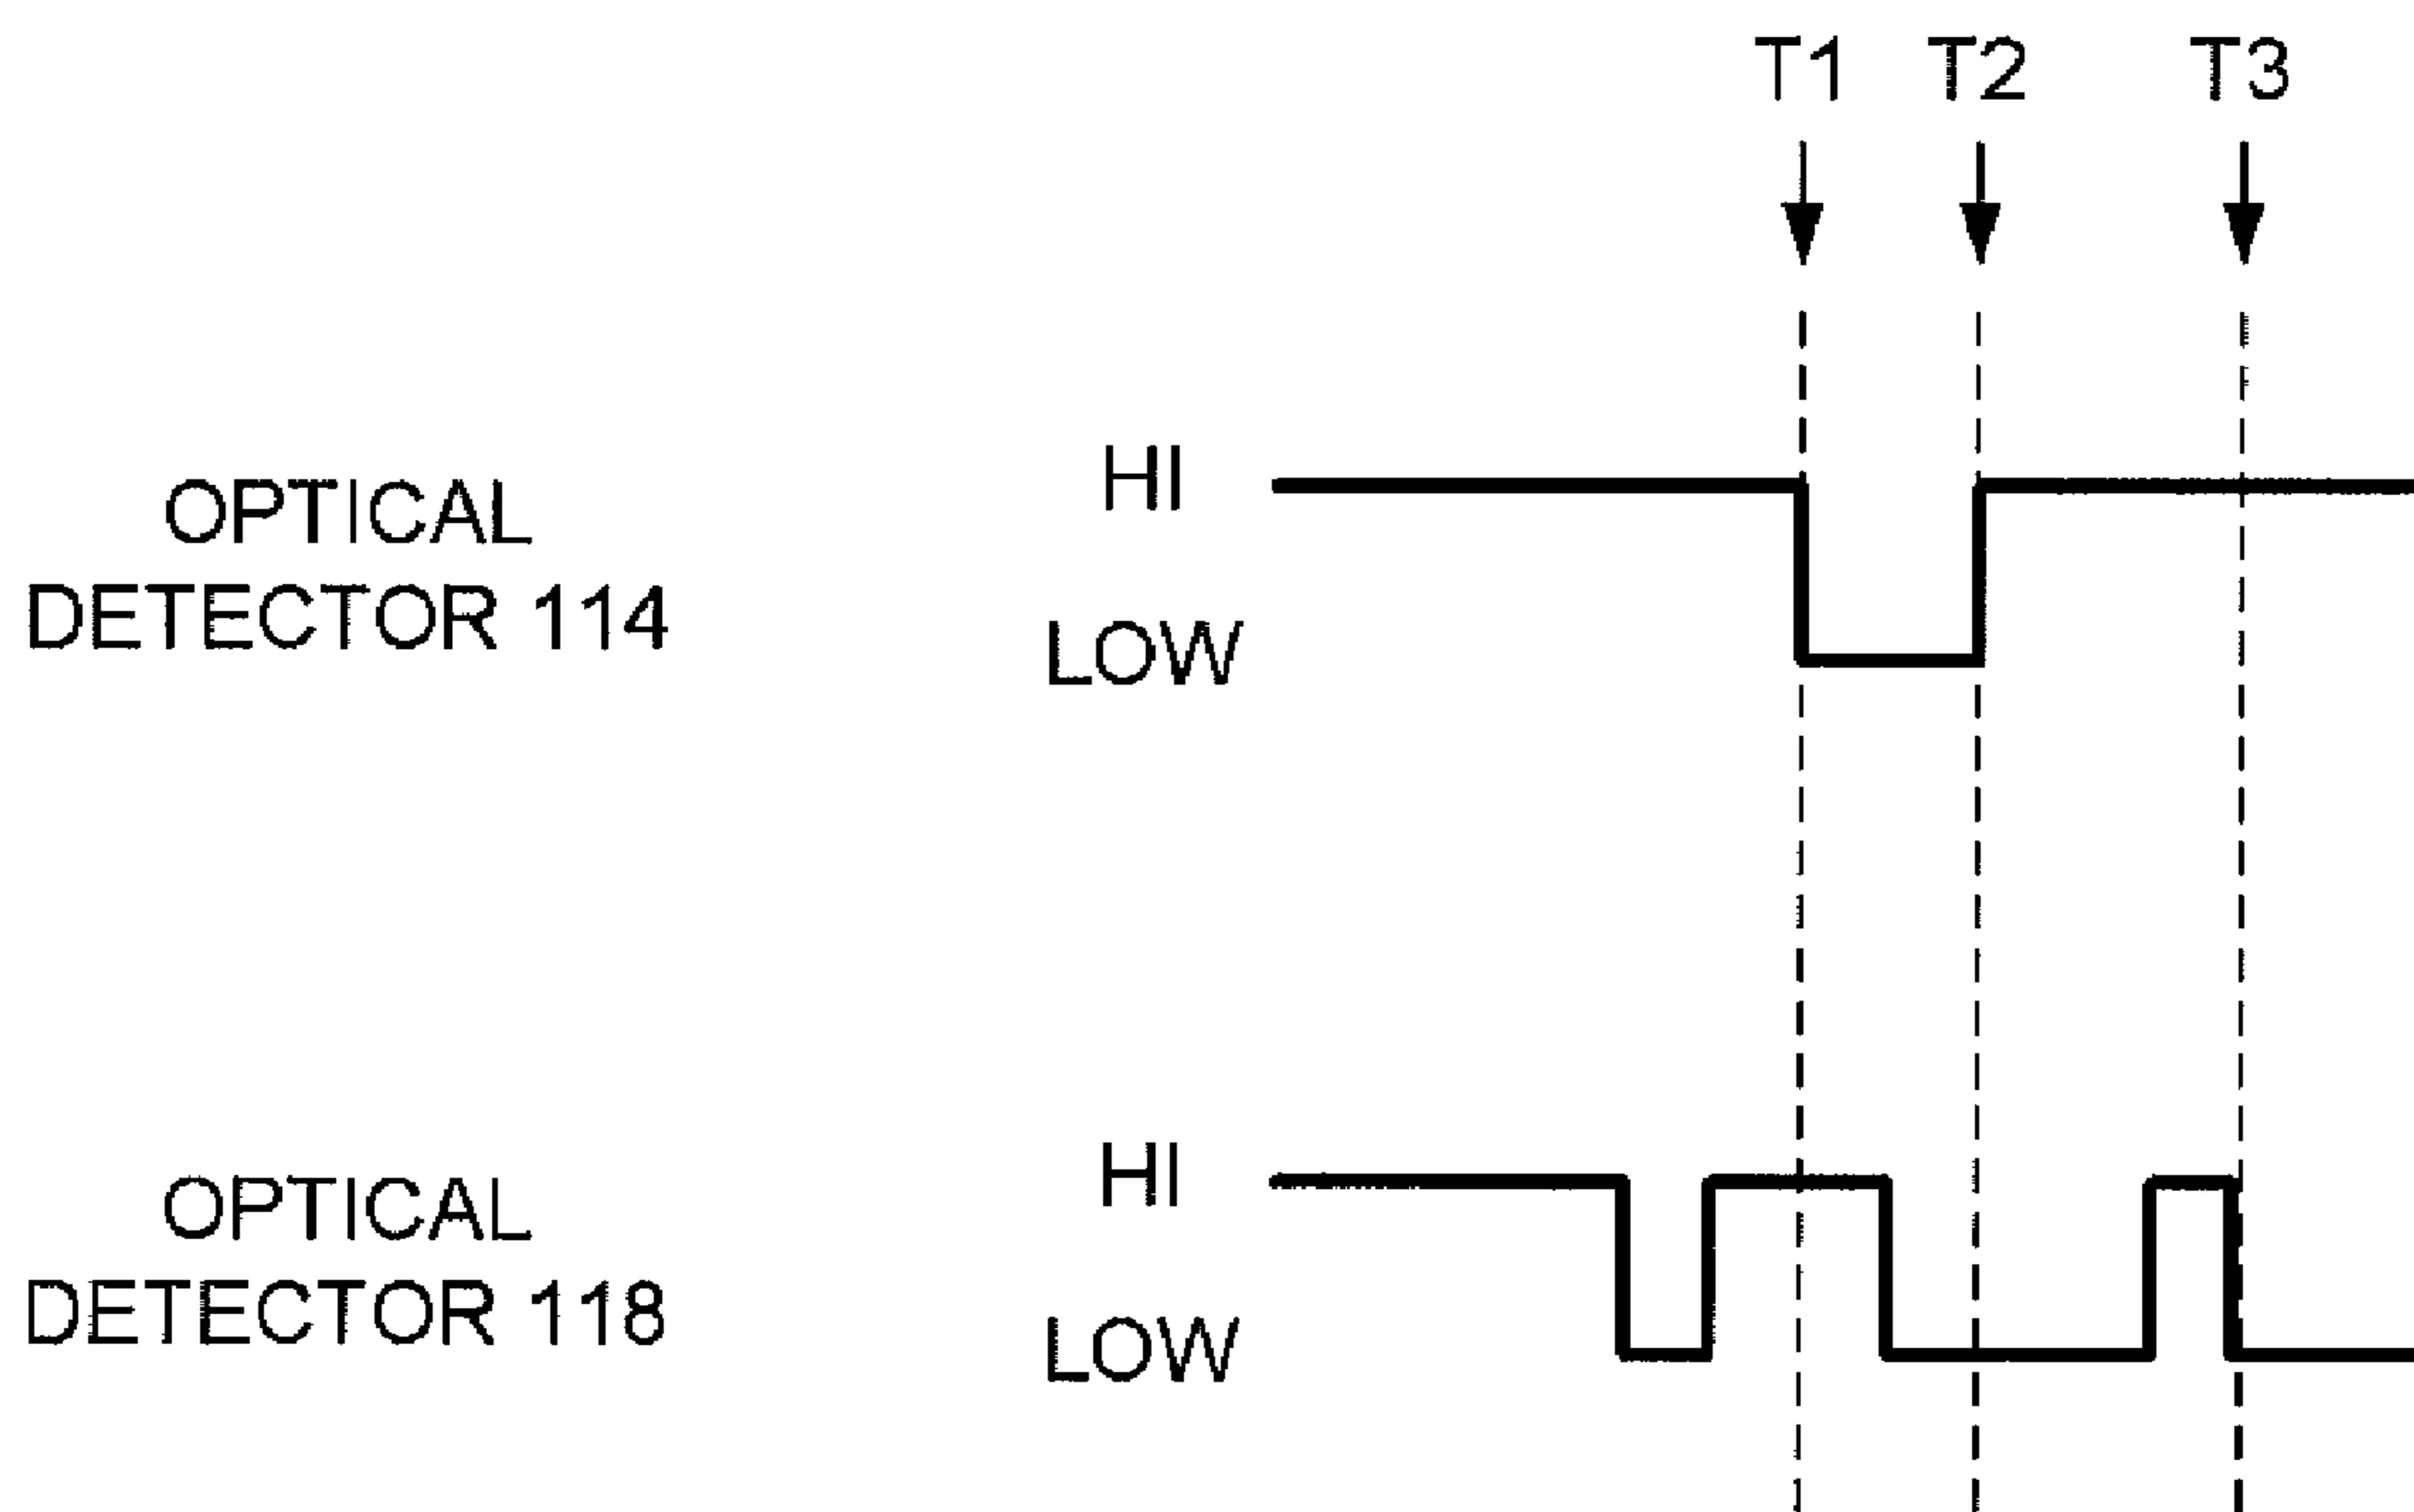 T1 T2 T3
HI
OPTICAL
DETECTOR 114
LOW
HI
OPTICAL
DETECTOR 118
LOW